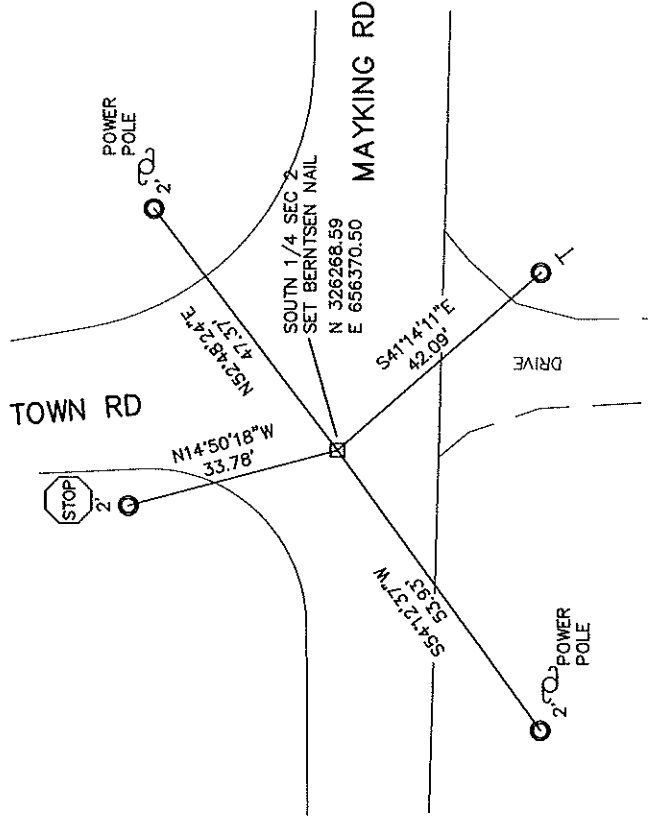 TOWN RD
STOP
2'
N14°50'18"W
33.78'
POWER
POLE
2'
N52°48'24"E
47.37'
SOUTN 1/4 SEC 2
SET BERNTSEN NAIL
N 326268.59
E 656370.50
MAYKING RD
S41°14'11"E
42.09'
T
DRIVE
S54°12'37"W
53.93'
2'
POWER
POLE